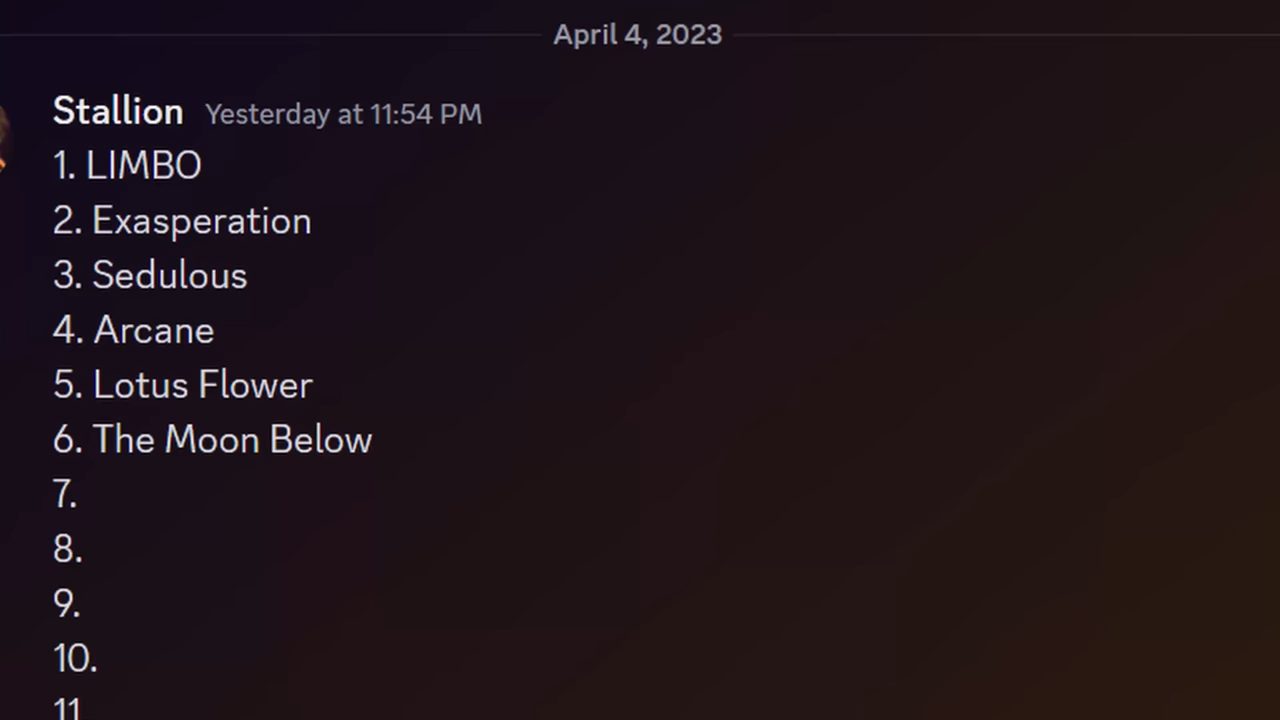 April 4, 2023
Stallion Yesterday at 11:54 PM
1. LIMBO
2. Exasperation
3. Sedulous
4. Arcane
5. Lotus Flower
6. The Moon Below
7.
8.
9.
10.
11